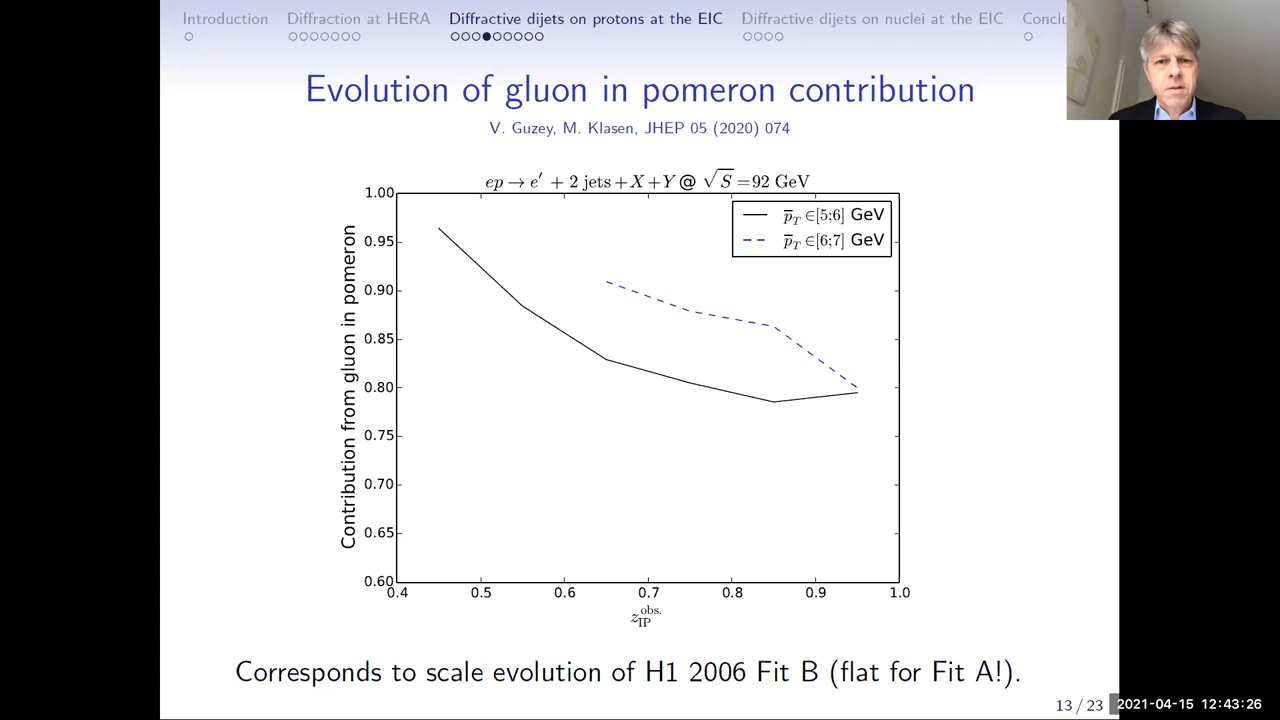 Introduction Diffraction at HERA Diffractive dijets on protons at the EIC Diffractive dijets on nuclei at the EIC
Evolution of gluon in pomeron contribution
V. Guzey, M. Klasen, JHEP 05 (2020) 074
ep → e′ + 2 jets + X + Y @ √S = 92 GeV
p̅_T ∈[5;6] GeV
p̅_T ∈[6;7] GeV
Contribution from gluon in pomeron
1.00
0.95
0.90
0.85
0.80
0.75
0.70
0.65
0.60
0.4 0.5 0.6 0.7 0.8 0.9 1.0
z_IP^obs.
Corresponds to scale evolution of H1 2006 Fit B (flat for Fit A!).
13 / 23 2021-04-15 12:43:26